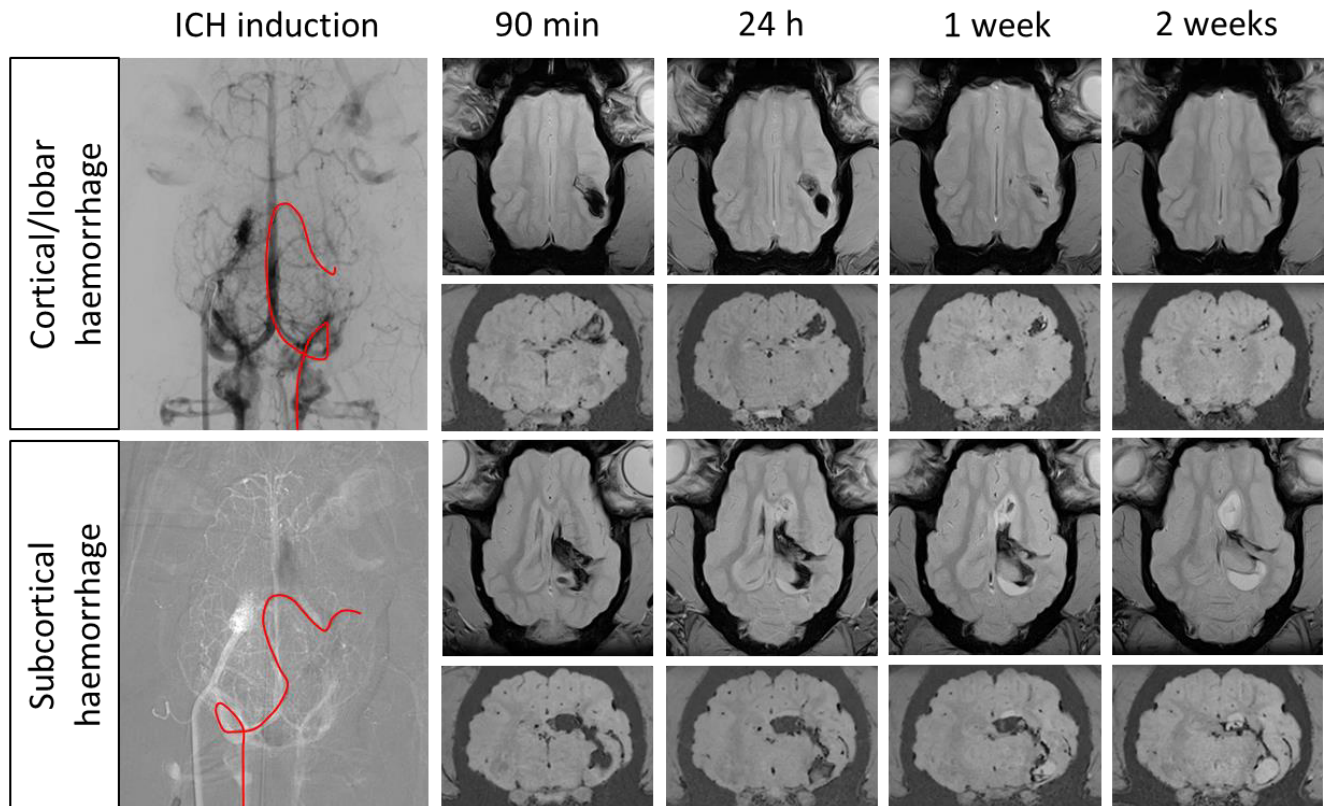 ICH induction
90 min
24 h
1 week
2 weeks
Cortical/lobar
haemorrhage
Subcortical
haemorrhage